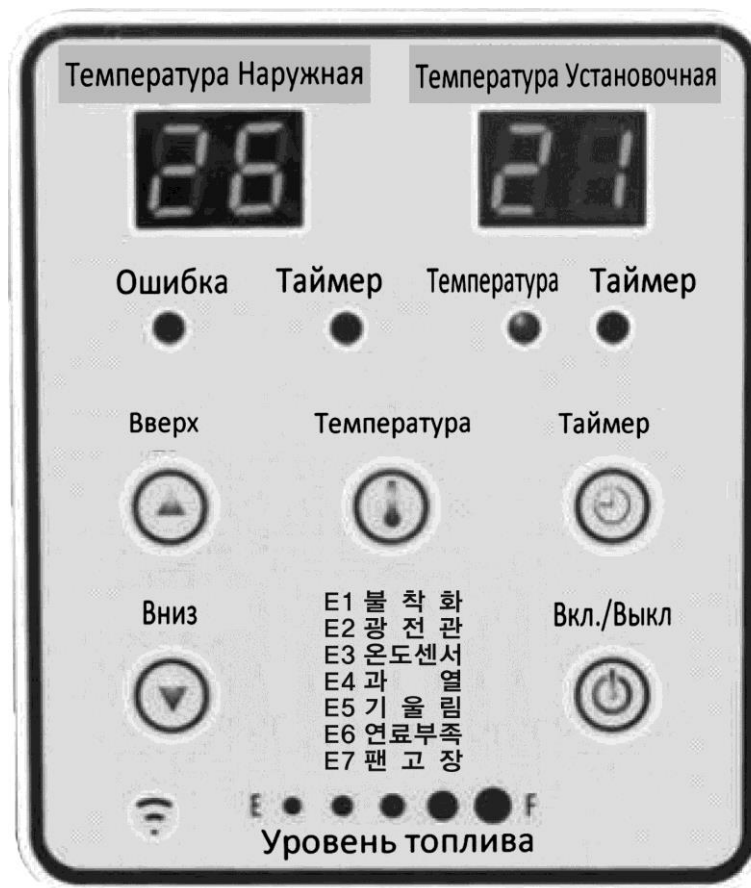 Температура Наружная Температура Установочная
26 21
Ошибка Таймер Температура Таймер
Вверх Температура Таймер
E1 불 착 화
E2 광 전 관
E3 온도센서
E4 과 열
E5 기 울 림
E6 연료부족
E7 팬 고 장
Вниз Вкл./Выкл
E F
Уровень топлива